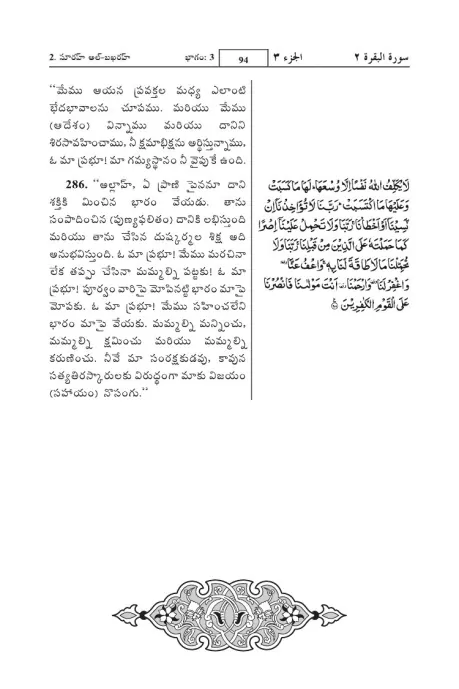 2. సూరహ్ అల్-బఖరహ్ భాగం: 3 94 الجزء ٣ سورة البقرة ٢
“మేము ఆయన ప్రవక్తల మధ్య ఎలాంటి
భేదభావాలను చూపము. మరియు మేము
(ఆదేశం) విన్నాము మరియు దానిని
శిరసావహించాము, నీ క్షమాభిక్షను అర్థిస్తున్నాము,
ఓ మా ప్రభూ! మా గమ్యస్థానం నీ వైపుకే ఉంది.
286. “అల్లాహ్, ఏ ప్రాణి పైననూ దాని
శక్తికి మించిన భారం వేయడు. తాను
సంపాదించిన (పుణ్యఫలితం) దానికి లభిస్తుంది
మరియు తాను చేసిన దుష్కర్మల శిక్ష అది
అనుభవిస్తుంది. ఓ మా ప్రభూ! మేము మరచినా
లేక తప్పు చేసినా మమ్మల్ని పట్టకు! ఓ మా
ప్రభూ! పూర్వం వారిపై మోపినట్టి భారం మాపై
మోపకు. ఓ మా ప్రభూ! మేము సహించలేని
భారం మాపై వేయకు. మమ్మల్ని మన్నించు,
మమ్మల్ని క్షమించు మరియు మమ్మల్ని
కరుణించు. నీవే మా సంరక్షకుడవు, కావున
సత్యతిరస్కారులకు విరుద్ధంగా మాకు విజయం
(సహాయం) నొసంగు.“
لَا يُكَلِّفُ اللّٰهُ نَفْسًا اِلَّا وُسْعَهَا ۭ لَهَا مَا كَسَبَتْ
وَعَلَيْهَا مَا اكْتَسَبَتْ ۭ رَبَّنَا لَا تُؤَاخِذْنَآ اِنْ
نَّسِيْنَآ اَوْ اَخْطَاْنَا ۚ رَبَّنَا وَلَا تَحْمِلْ عَلَيْنَآ اِصْرًا
كَمَا حَمَلْتَهٗ عَلَى الَّذِيْنَ مِنْ قَبْلِنَا ۚ رَبَّنَا وَلَا
تُحَمِّلْنَا مَا لَا طَاقَةَ لَنَا بِهٖ ۚ وَاعْفُ عَنَّا ۪
وَاغْفِرْ لَنَا ۪ وَارْحَمْنَا ۪ اَنْتَ مَوْلٰىنَا فَانْصُرْنَا
عَلَى الْقَوْمِ الْكٰفِرِيْنَ